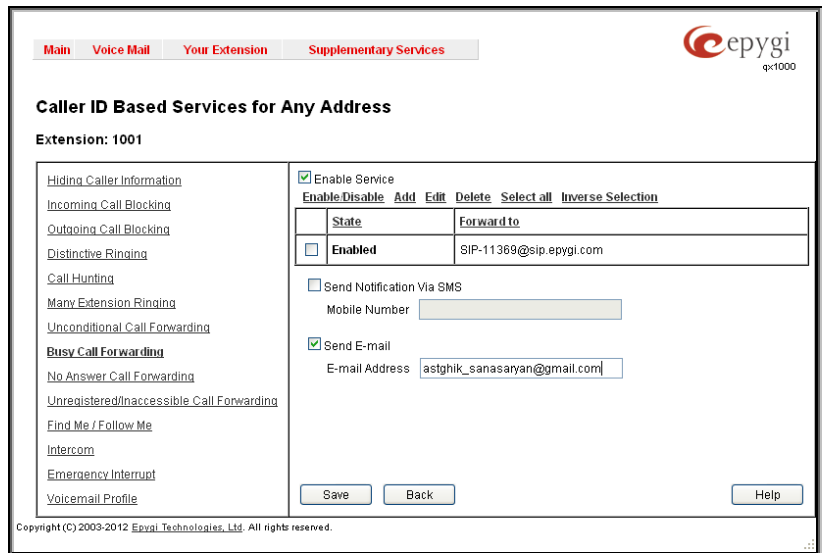 Main Voice Mail Your Extension Supplementary Services
epygi
qx1000
Caller ID Based Services for Any Address
Extension: 1001
Hiding Caller Information
Incoming Call Blocking
Outgoing Call Blocking
Distinctive Ringing
Call Hunting
Many Extension Ringing
Unconditional Call Forwarding
Busy Call Forwarding
No Answer Call Forwarding
Unregistered/Inaccessible Call Forwarding
Find Me / Follow Me
Intercom
Emergency Interrupt
Voicemail Profile
Enable Service
Enable/Disable Add Edit Delete Select all Inverse Selection
State Forward to
Enabled SIP-11369@sip.epygi.com
Send Notification Via SMS
Mobile Number
Send E-mail
E-mail Address astghik_sanasaryan@gmail.com
Save Back Help
Copyright (C) 2003-2012 Epygi Technologies, Ltd. All rights reserved.